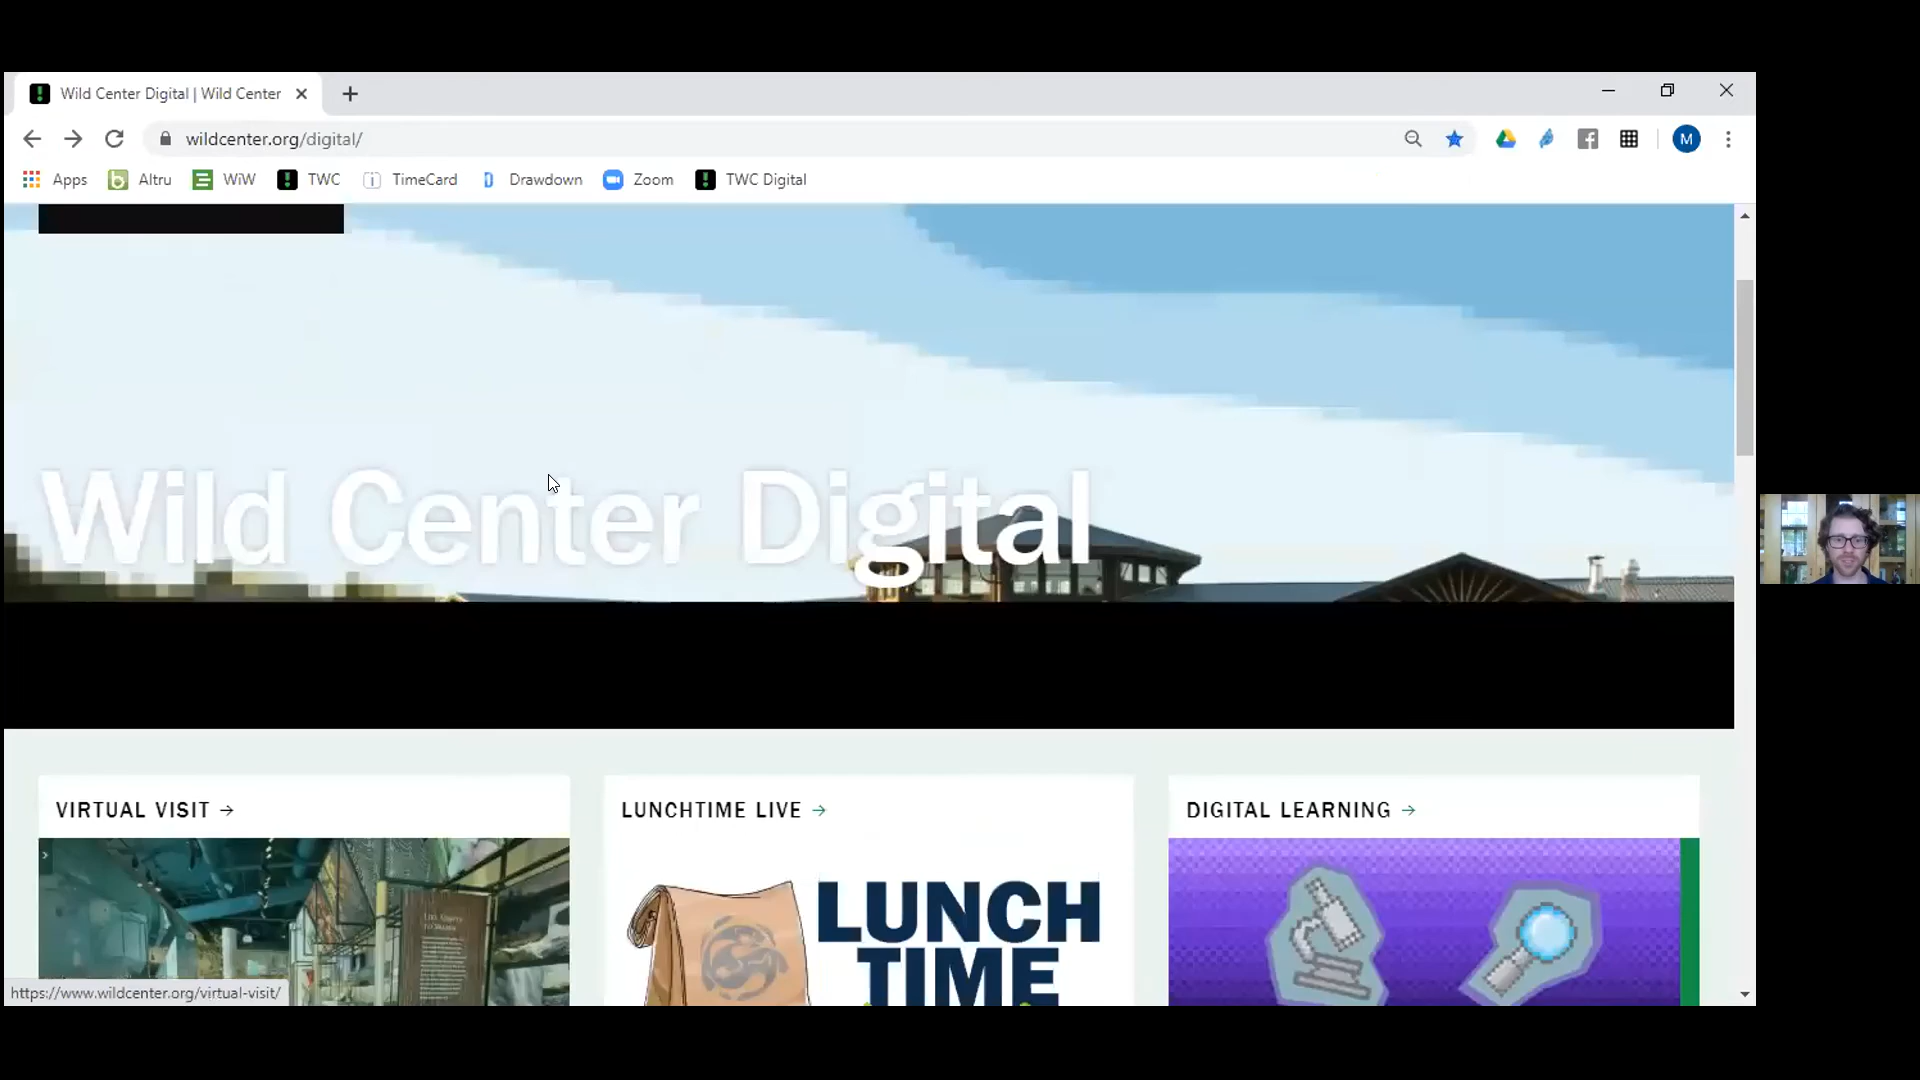 Wild Center Digital | Wild Center
wildcenter.org/digital/
M
Apps
Altru
WiW
TWC
TimeCard
Drawdown
Zoom
TWC Digital
Wild Center Digital
VIRTUAL VISIT →
LUNCHTIME LIVE →
DIGITAL LEARNING →
LUNCH
TIME
https://www.wildcenter.org/virtual-visit/